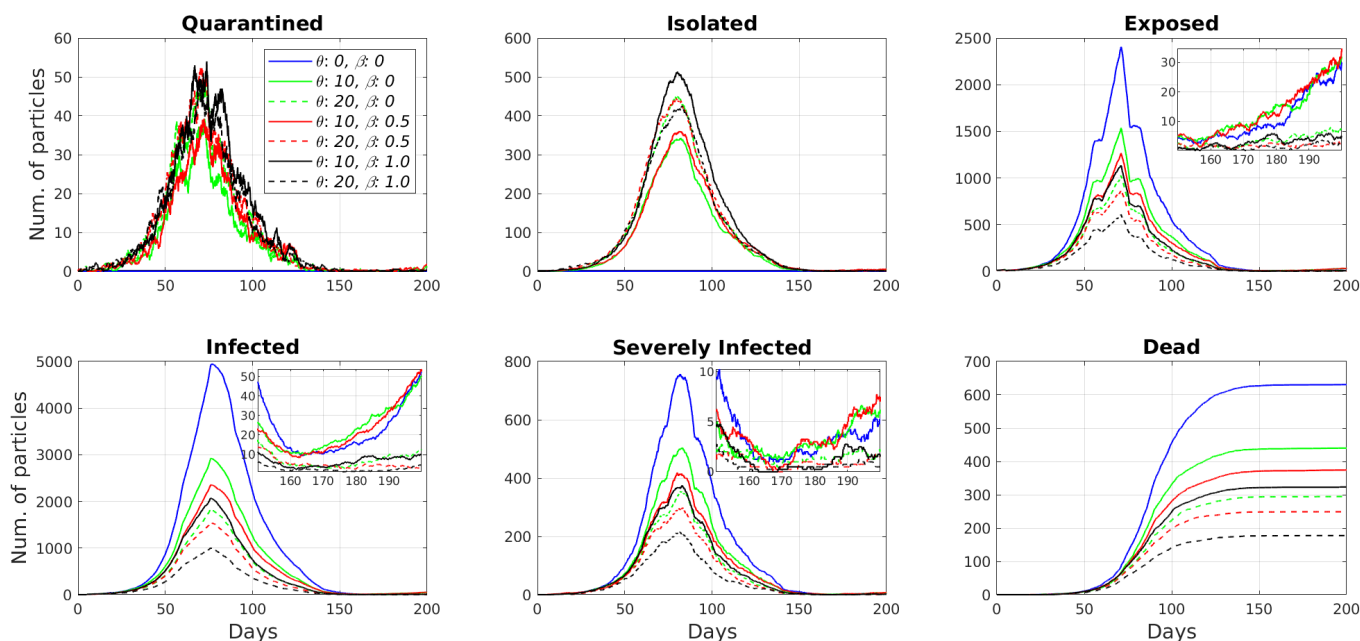 Quarantined
Num. of particles
60
50
40
30
20
10
0
0 50 100 150 200
θ: 0, β: 0
θ: 10, β: 0
θ: 20, β: 0
θ: 10, β: 0.5
θ: 20, β: 0.5
θ: 10, β: 1.0
θ: 20, β: 1.0
Isolated
600
500
400
300
200
100
0
0 50 100 150 200
Exposed
2500
2000
1500
1000
500
0
0 50 100 150 200
30
20
10
160 170 180 190
Infected
Num. of particles
5000
4000
3000
2000
1000
0
0 50 100 150 200
Days
50
40
30
20
10
160 170 180 190
Severely Infected
800
600
400
200
0
0 50 100 150 200
Days
10
5
0
160 170 180 190
Dead
700
600
500
400
300
200
100
0
0 50 100 150 200
Days